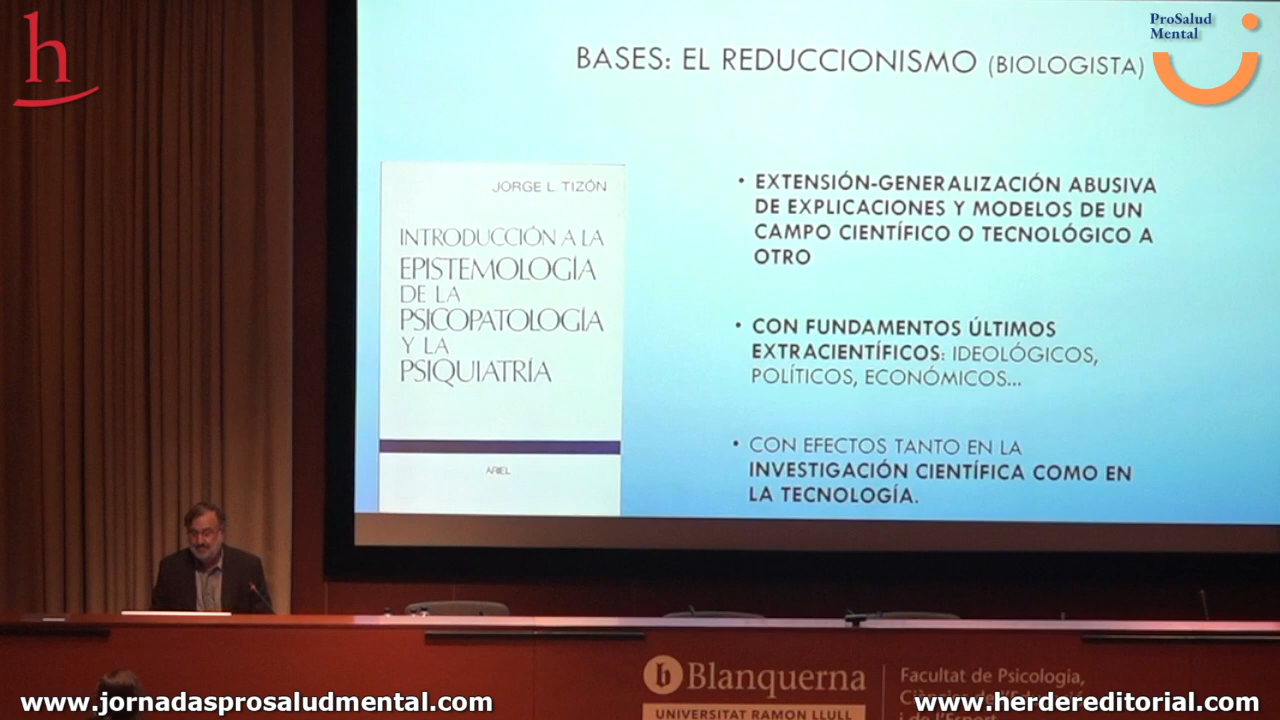 h
ProSalud
Mental
BASES: EL REDUCCIONISMO (BIOLOGISTA)
JORGE L. TIZÓN
INTRODUCCIÓN A LA
EPISTEMOLOGÍA
DE LA
PSICOPATOLOGÍA
Y LA
PSIQUIATRÍA
ARIEL
• EXTENSIÓN-GENERALIZACIÓN ABUSIVA
DE EXPLICACIONES Y MODELOS DE UN
CAMPO CIENTÍFICO O TECNOLÓGICO A
OTRO
• CON FUNDAMENTOS ÚLTIMOS
EXTRACIENTÍFICOS: IDEOLÓGICOS,
POLÍTICOS, ECONÓMICOS...
• CON EFECTOS TANTO EN LA
INVESTIGACIÓN CIENTÍFICA COMO EN
LA TECNOLOGÍA.
b Blanquerna
UNIVERSITAT RAMON LLULL
Facultat de Psicologia,
i de l'Esport
www.jornadasprosaludmental.com
www.herdereditorial.com